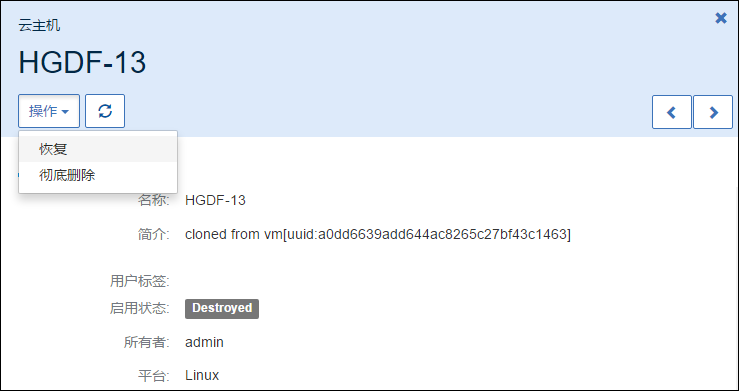 云主机
HGDF-13
操作
恢复
彻底删除
名称: HGDF-13
简介: cloned from vm[uuid:a0dd6639add644ac8265c27bf43c1463]
用户标签:
启用状态: Destroyed
所有者: admin
平台: Linux